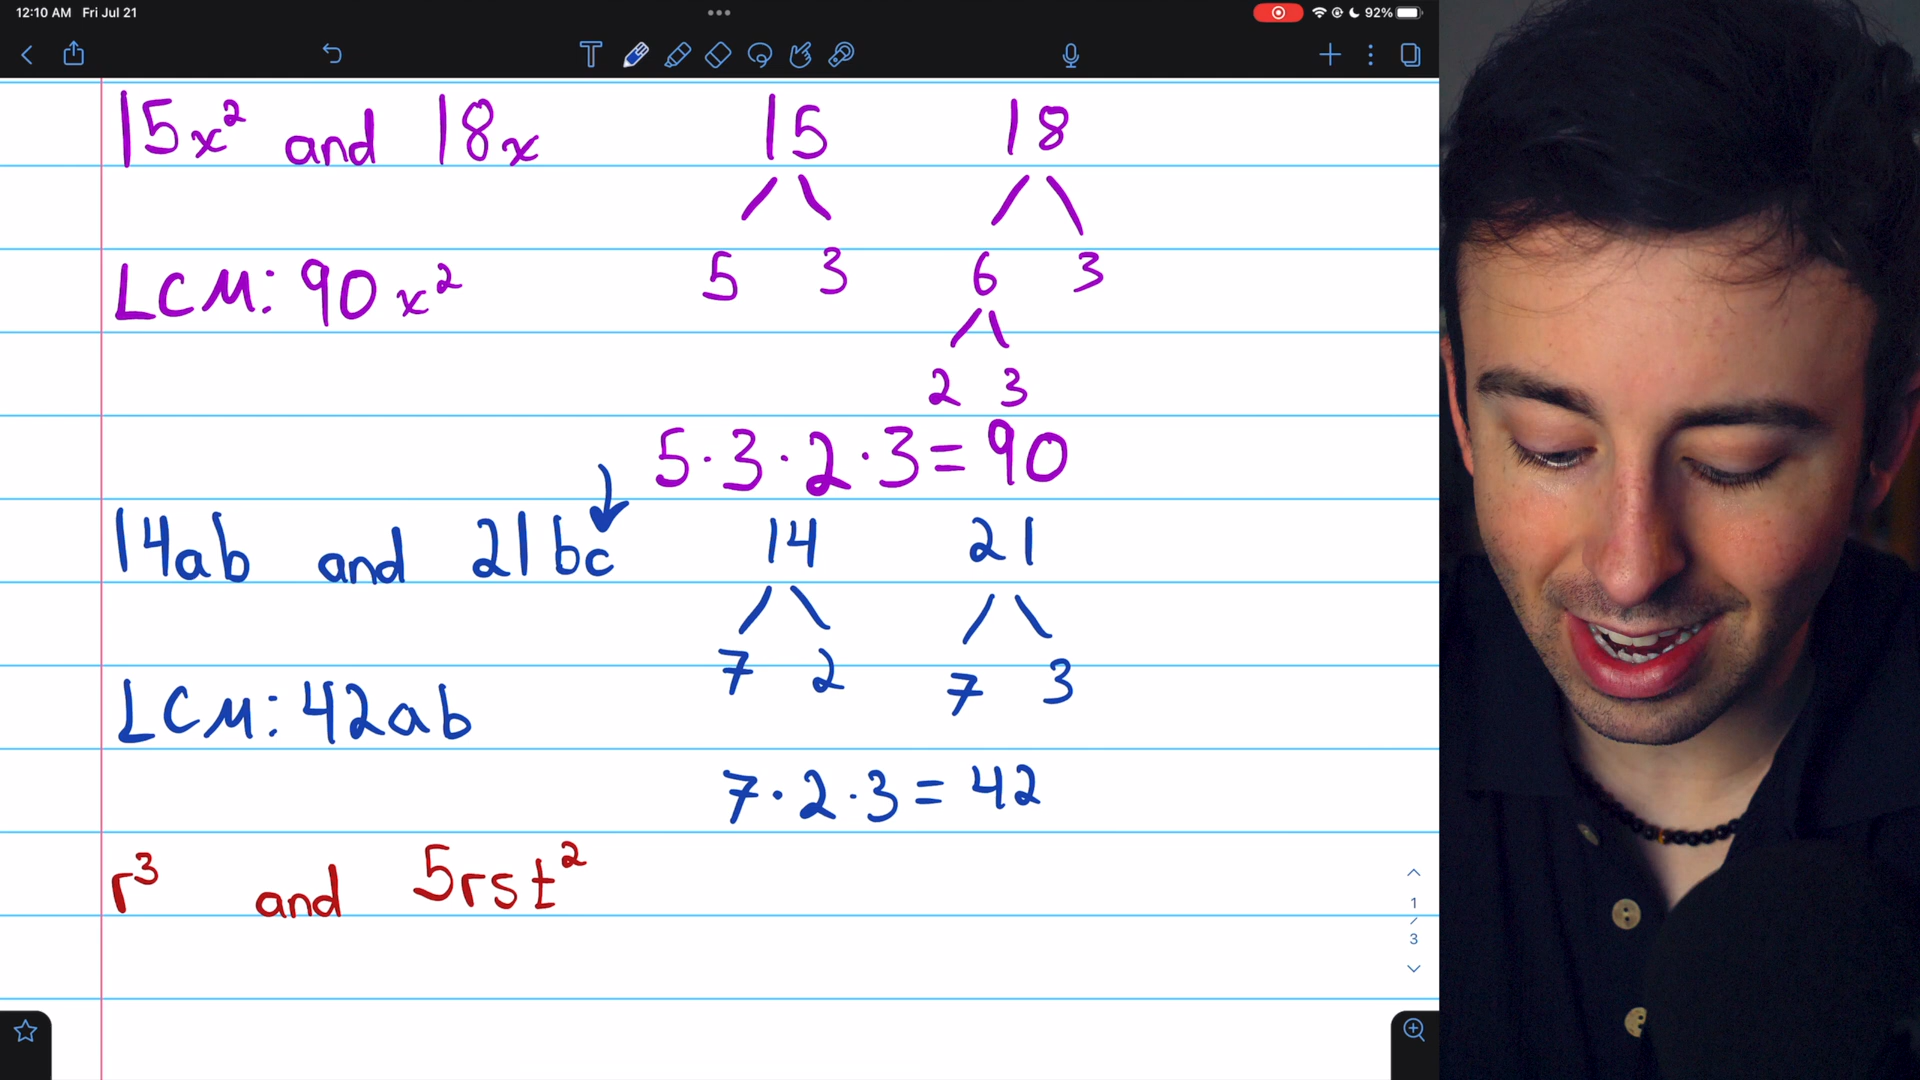 12:10 AM Fri Jul 21
92%
15x² and 18x
15 18
5 3 6 3
LCM: 90x²
2 3
5·3·2·3=90
14ab and 21bc
14 21
7 2 7 3
LCM: 42ab
7·2·3=42
r³ and 5rst²
1
/
3